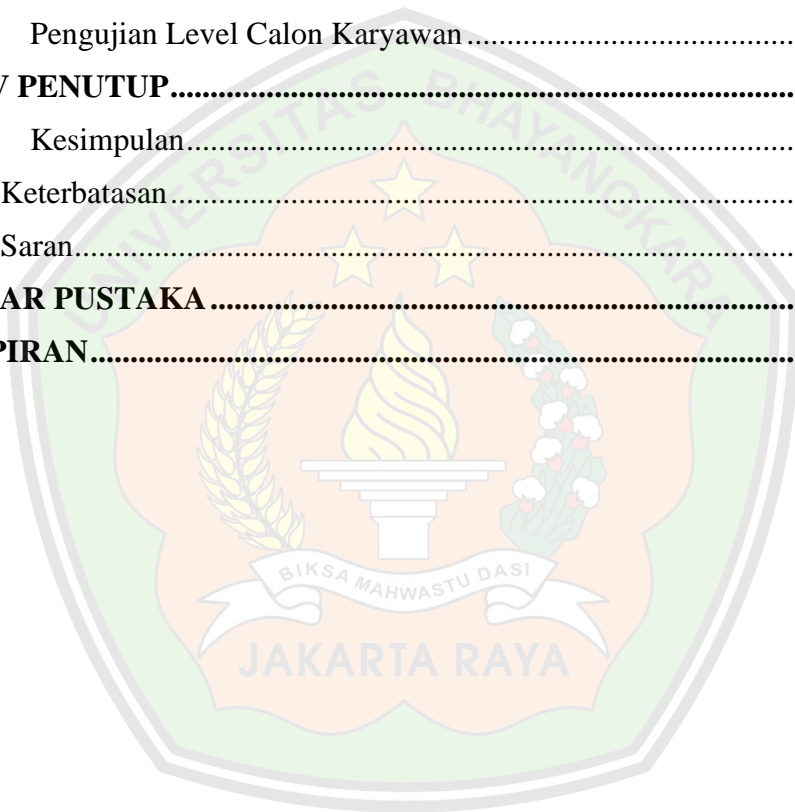 Pengujian Level Calon Karyawan ..................................................
V PENUTUP..................................................................................
Kesimpulan..................................................................................
Keterbatasan..................................................................................
Saran..................................................................................
AR PUSTAKA ..................................................................................
PIRAN..................................................................................
UNIVERSITAS BHAYANGKARA
BIKSA MAHWASTU DASI
JAKARTA RAYA